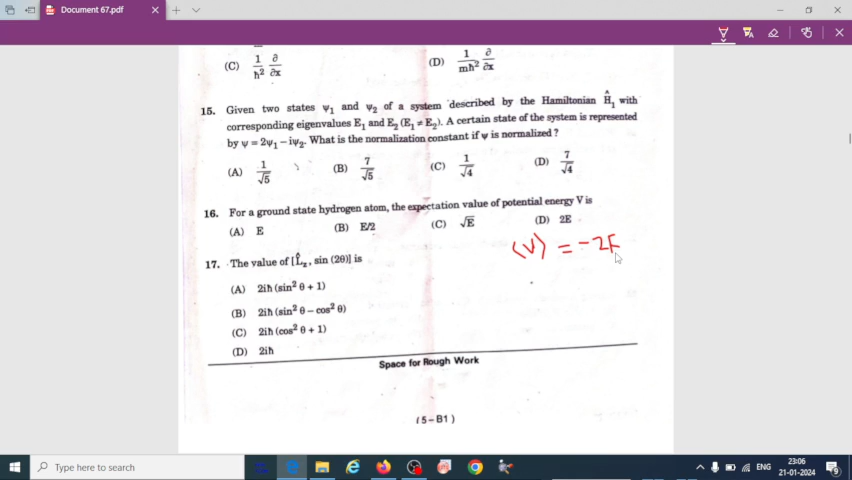 Document 67.pdf
(C) 1/ħ² ∂/∂x (D) 1/mħ² ∂/∂x
15. Given two states ψ₁ and ψ₂ of a system described by the Hamiltonian Ĥ₁ with
corresponding eigenvalues E₁ and E₂ (E₁ ≠ E₂). A certain state of the system is represented
by ψ = 2ψ₁ – iψ₂. What is the normalization constant if ψ is normalized ?
(A) 1/√5 (B) 7/√5 (C) 1/√4 (D) 7/√4
16. For a ground state hydrogen atom, the expectation value of potential energy V is
(A) E (B) E/2 (C) √E (D) 2E
⟨V⟩ = -2
17. The value of [L̂z, sin (2θ)] is
(A) 2iħ (sin² θ + 1)
(B) 2iħ (sin² θ – cos² θ)
(C) 2iħ (cos² θ + 1)
(D) 2iħ
Space for Rough Work
( 5 – B1 )
Type here to search
ENG
23:06
21-01-2024
9